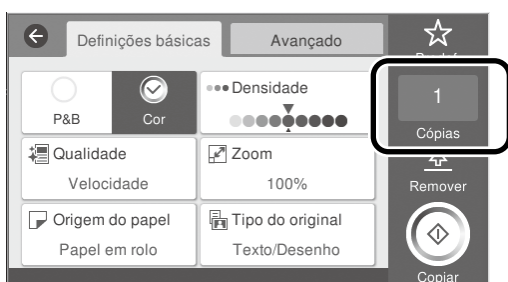 Definições básicas
Avançado
P&B
Cor
Densidade
1
Cópias
Qualidade
Velocidade
Zoom
100%
Remover
Origem do papel
Papel em rolo
Tipo do original
Texto/Desenho
Copiar